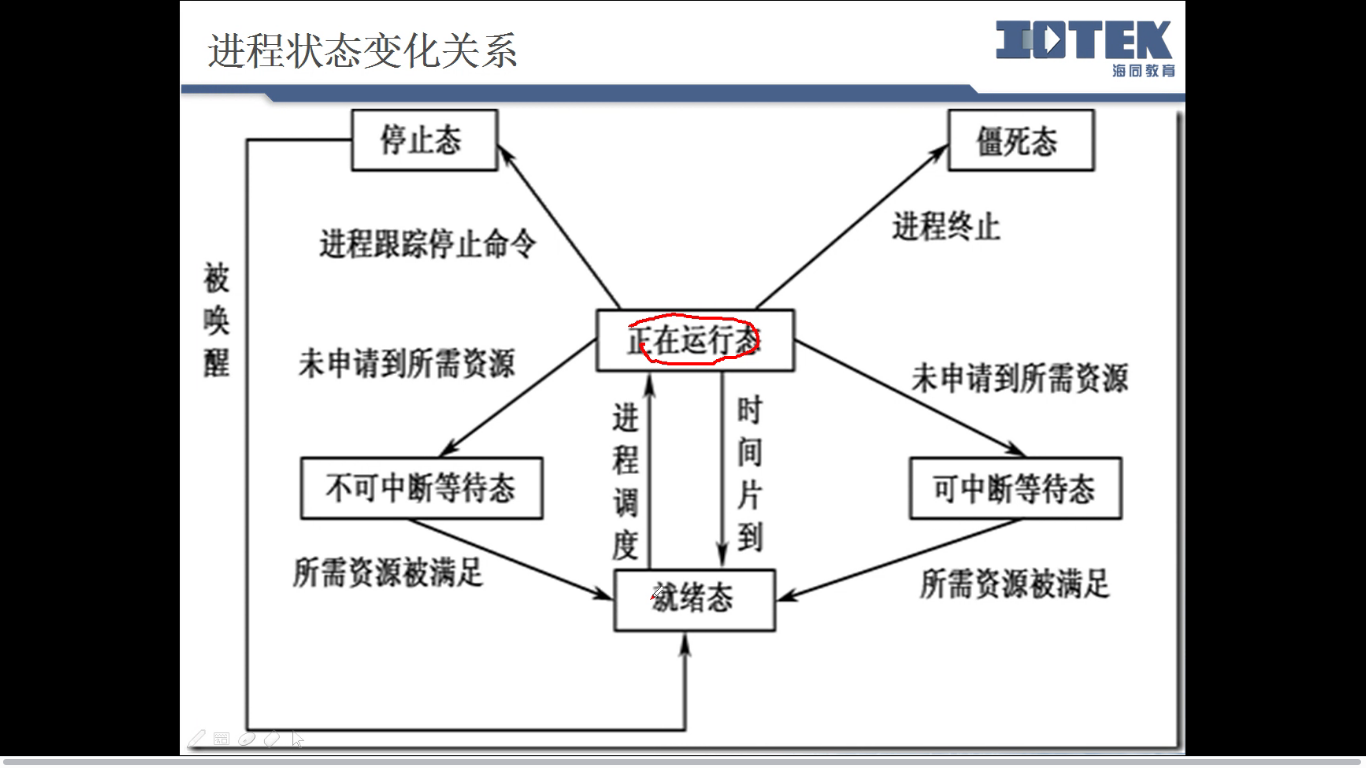 进程状态变化关系
IOTEK
海同教育
停止态
僵死态
进程跟踪停止命令
进程终止
被唤醒
正在运行态
未申请到所需资源
未申请到所需资源
进程调度
时间片到
不可中断等待态
可中断等待态
所需资源被满足
所需资源被满足
就绪态